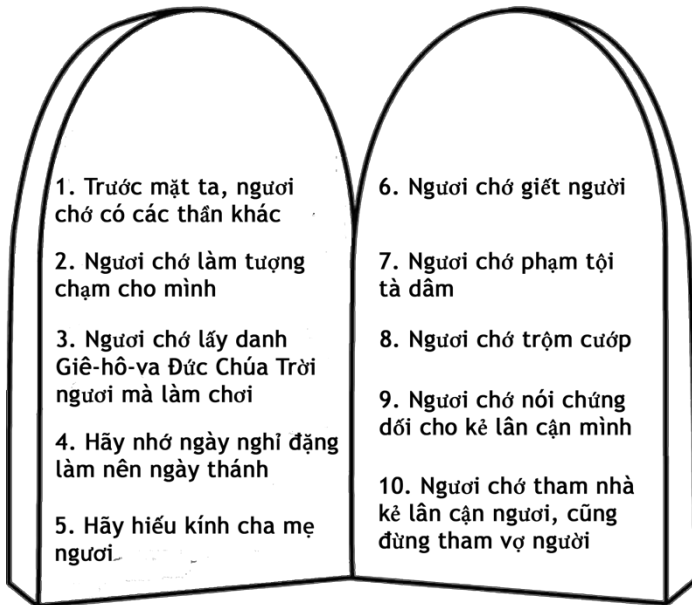 1. Trước mặt ta, ngươi
chớ có các thần khác
2. Ngươi chớ làm tượng
chạm cho mình
3. Ngươi chớ lấy danh
Giê-hô-va Đức Chúa Trời
ngươi mà làm chơi
4. Hãy nhớ ngày nghỉ đặng
làm nên ngày thánh
5. Hãy hiếu kính cha mẹ
ngươi
6. Ngươi chớ giết người
7. Ngươi chớ phạm tội
tà dâm
8. Ngươi chớ trộm cướp
9. Ngươi chớ nói chứng
dối cho kẻ lân cận mình
10. Ngươi chớ tham nhà
kẻ lân cận ngươi, cũng
đừng tham vợ người